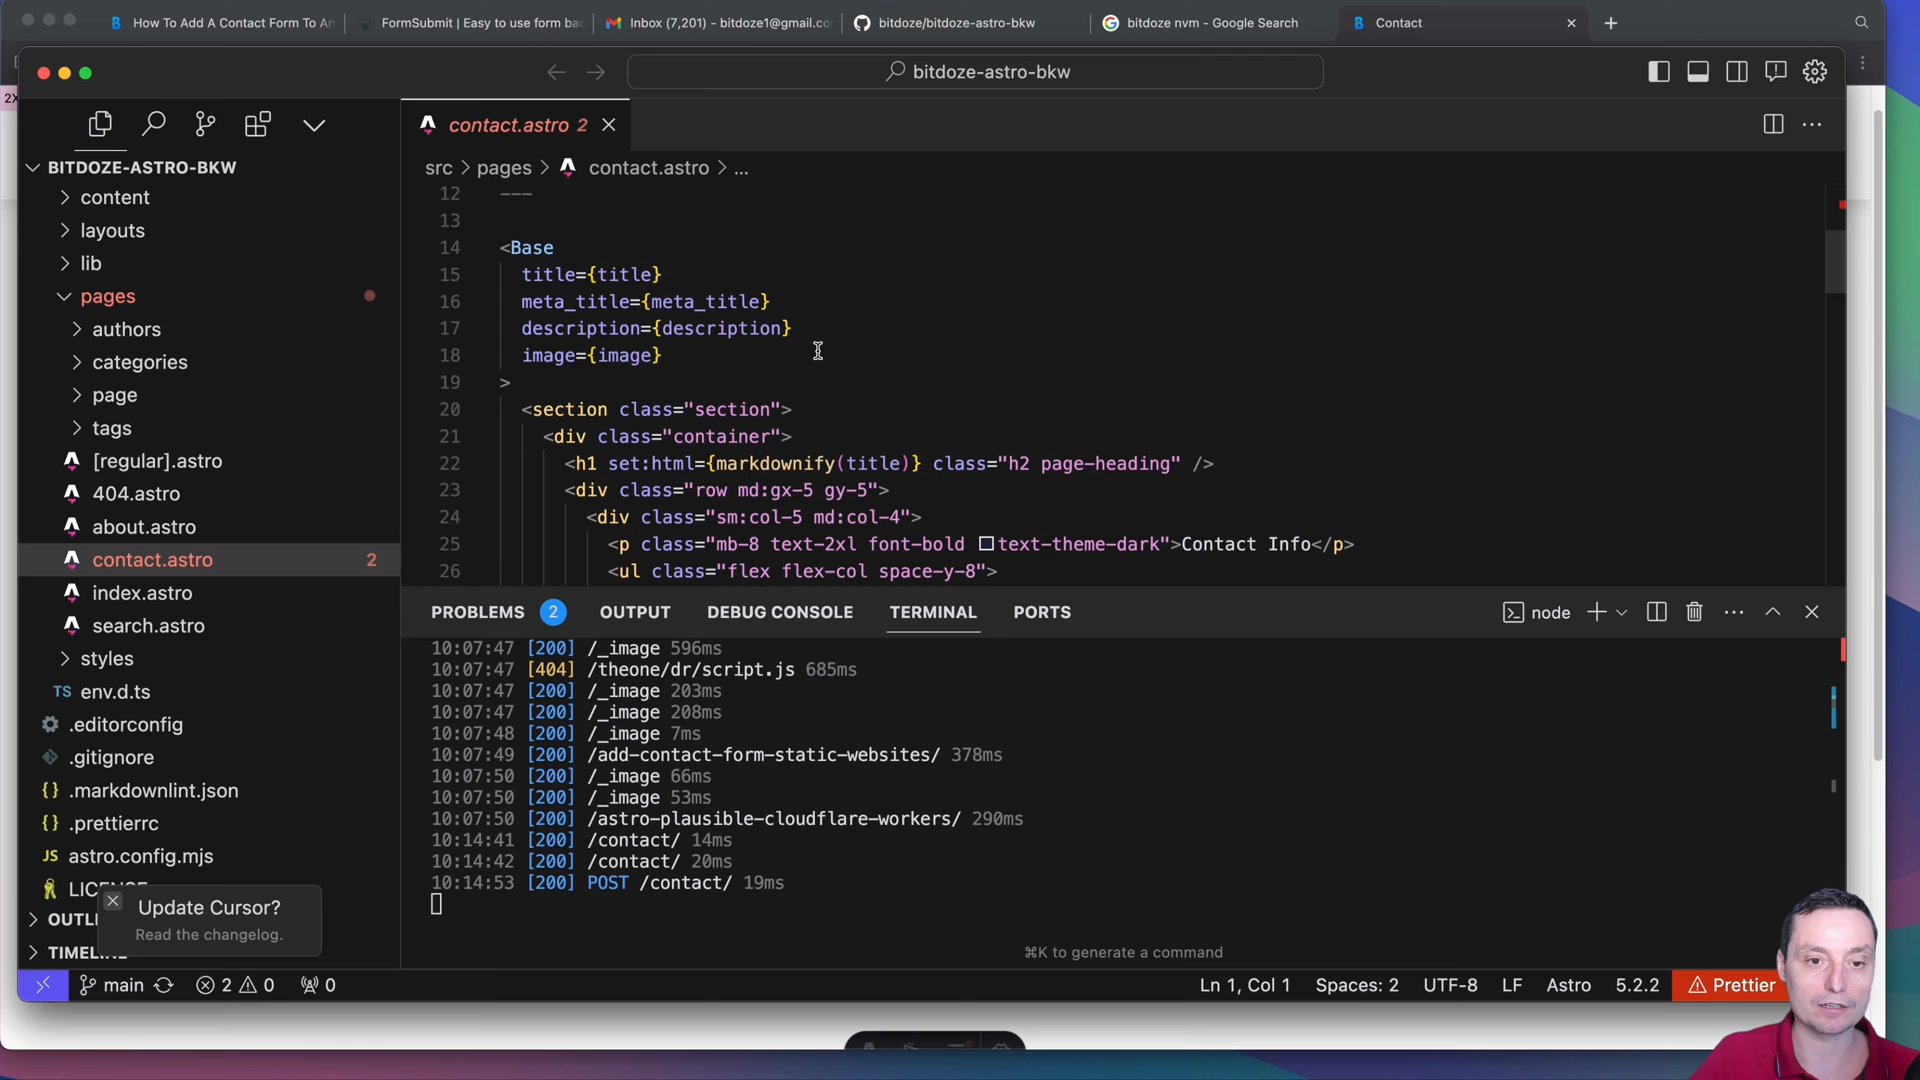 How To Add A Contact Form To An
FormSubmit | Easy to use form bac
Inbox (7,201) - bitdoze1@gmail.co
bitdoze/bitdoze-astro-bkw
bitdoze nvm - Google Search
Contact
bitdoze-astro-bkw
2X
contact.astro 2
BITDOZE-ASTRO-BKW
content
layouts
lib
pages
authors
categories
page
tags
[regular].astro
404.astro
about.astro
contact.astro 2
index.astro
search.astro
styles
TS env.d.ts
.editorconfig
.gitignore
{} .markdownlint.json
{} .prettierrc
JS astro.config.mjs
LICENSE
OUTLI
TIMELINE
Update Cursor?
Read the changelog.
src > pages > contact.astro > ...
12 ---
13
14 <Base
15 title={title}
16 meta_title={meta_title}
17 description={description}
18 image={image}
19 >
20 <section class="section">
21 <div class="container">
22 <h1 set:html={markdownify(title)} class="h2 page-heading" />
23 <div class="row md:gx-5 gy-5">
24 <div class="sm:col-5 md:col-4">
25 <p class="mb-8 text-2xl font-bold text-theme-dark">Contact Info</p>
26 <ul class="flex flex-col space-y-8">
PROBLEMS 2 OUTPUT DEBUG CONSOLE TERMINAL PORTS node
10:07:47 [200] /_image 596ms
10:07:47 [404] /theone/dr/script.js 685ms
10:07:47 [200] /_image 203ms
10:07:47 [200] /_image 208ms
10:07:48 [200] /_image 7ms
10:07:49 [200] /add-contact-form-static-websites/ 378ms
10:07:50 [200] /_image 66ms
10:07:50 [200] /_image 53ms
10:07:50 [200] /astro-plausible-cloudflare-workers/ 290ms
10:14:41 [200] /contact/ 14ms
10:14:42 [200] /contact/ 20ms
10:14:53 [200] POST /contact/ 19ms
⌘K to generate a command
main 2 0 0 Ln 1, Col 1 Spaces: 2 UTF-8 LF Astro 5.2.2 Prettier